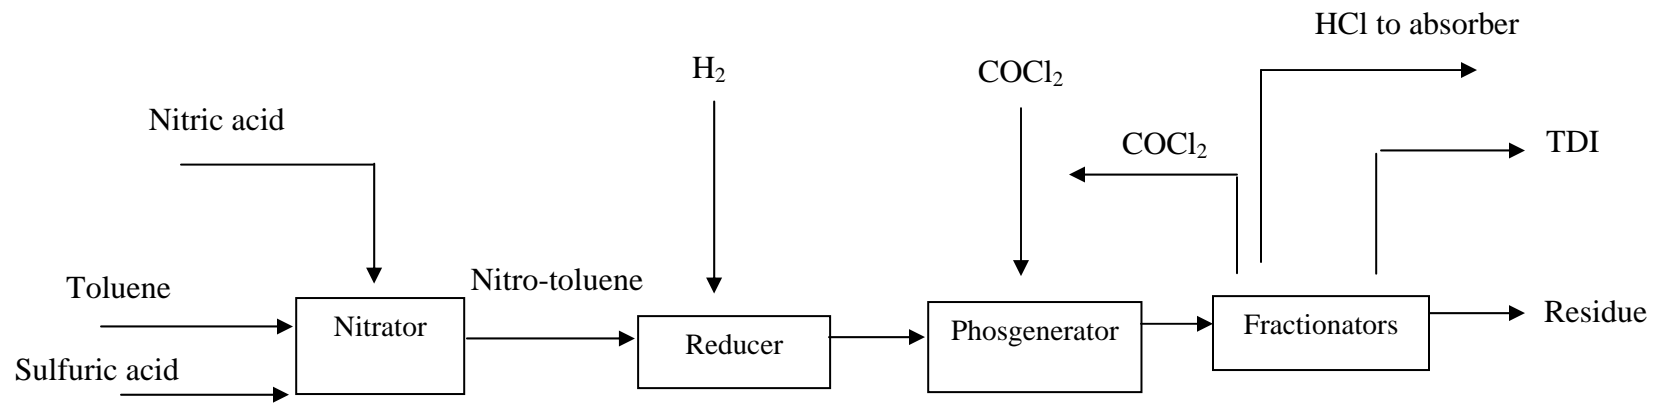 HCl to absorber
H₂
COCl₂
Nitric acid
COCl₂
TDI
Toluene
Nitro-toluene
Nitrator
Reducer
Phosgenerator
Fractionators
Residue
Sulfuric acid